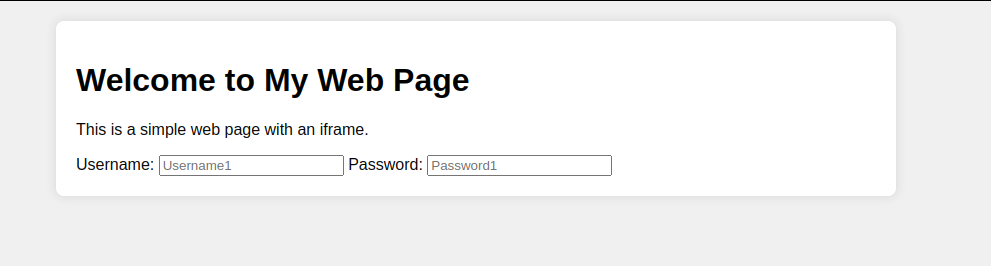 Welcome to My Web Page
This is a simple web page with an iframe.
Username: Username1 Password: Password1